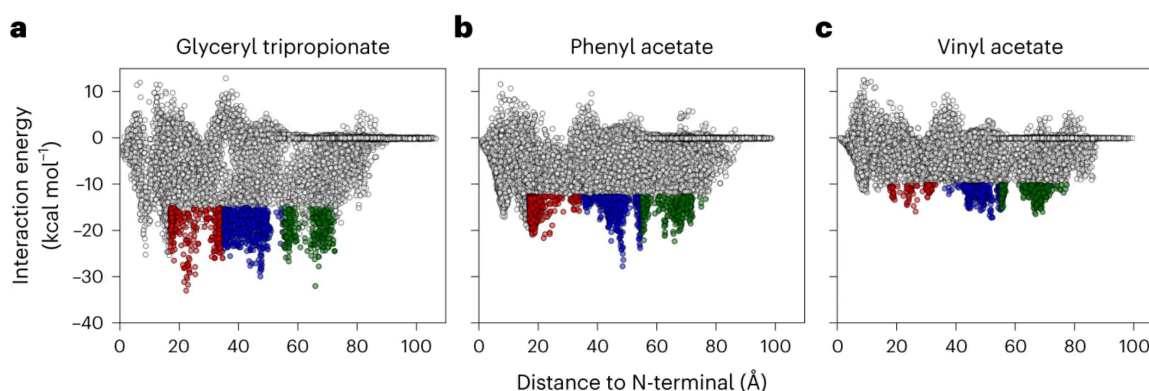 a
Glyceryl tripropionate
b
Phenyl acetate
c
Vinyl acetate
Interaction energy
(kcal mol⁻¹)
10
0
−10
−20
−30
−40
0 20 40 60 80 100
0 20 40 60 80 100
0 20 40 60 80 100
Distance to N-terminal (Å)